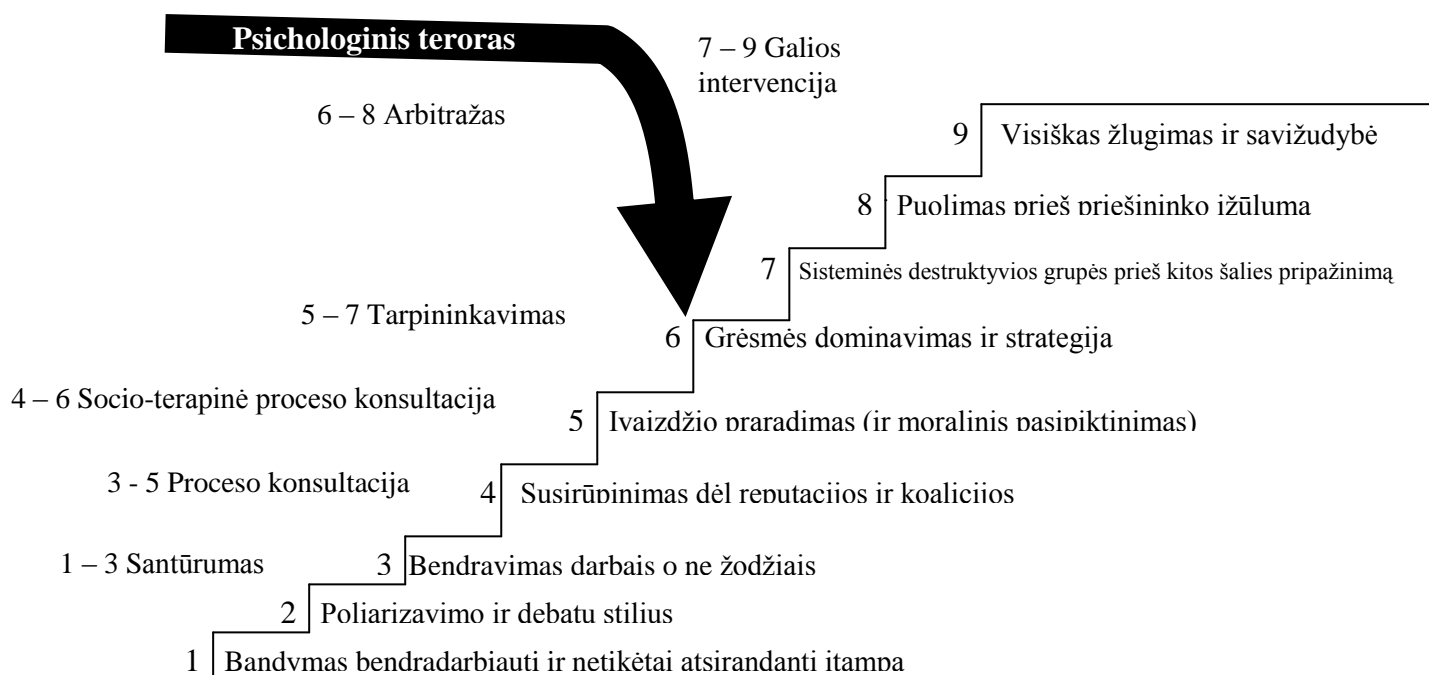 Psichologinis teroras
7 – 9 Galios
intervencija
6 – 8 Arbitražas
9 Visiškas žlugimas ir savižudybė
8 Puolimas prieš priešininko įžūlumą
7 Sisteminės destruktyvios grupės prieš kitos šalies pripažinimą
5 – 7 Tarpininkavimas
6 Grėsmės dominavimas ir strategija
4 – 6 Socio-terapinė proceso konsultacija
5 Įvaizdžio praradimas (ir moralinis pasipiktinimas)
3 - 5 Proceso konsultacija
4 Susirūpinimas dėl reputacijos ir koalicijos
1 – 3 Santūrumas
3 Bendravimas darbais o ne žodžiais
2 Poliarizavimo ir debatų stilius
1 Bandymas bendradarbiauti ir netikėtai atsirandanti įtampa